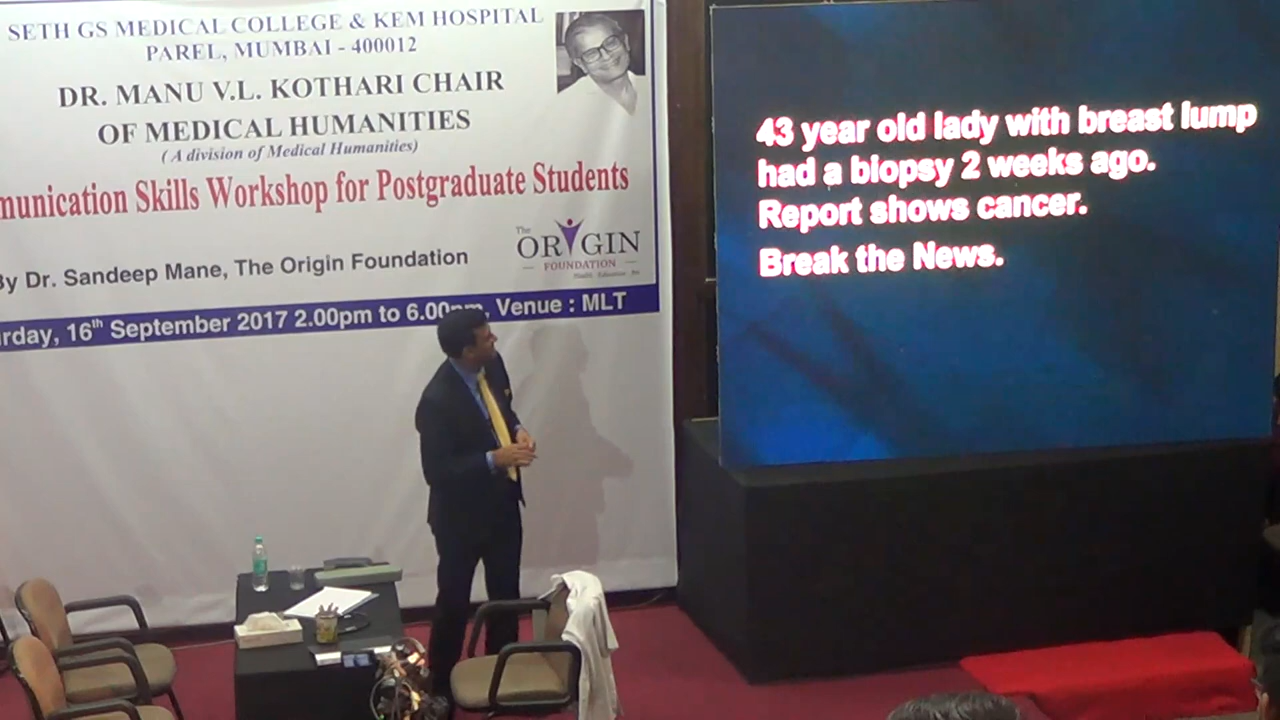 SETH GS MEDICAL COLLEGE & KEM HOSPITAL
PAREL, MUMBAI - 400012
DR. MANU V.L. KOTHARI CHAIR
OF MEDICAL HUMANITIES
( A division of Medical Humanities)
munication Skills Workshop for Postgraduate Students
By Dr. Sandeep Mane, The Origin Foundation
The
ORIGIN
FOUNDATION
urday, 16th September 2017 2.00pm to 6.00pm, Venue : MLT
43 year old lady with breast lump
had a biopsy 2 weeks ago.
Report shows cancer.
Break the News.